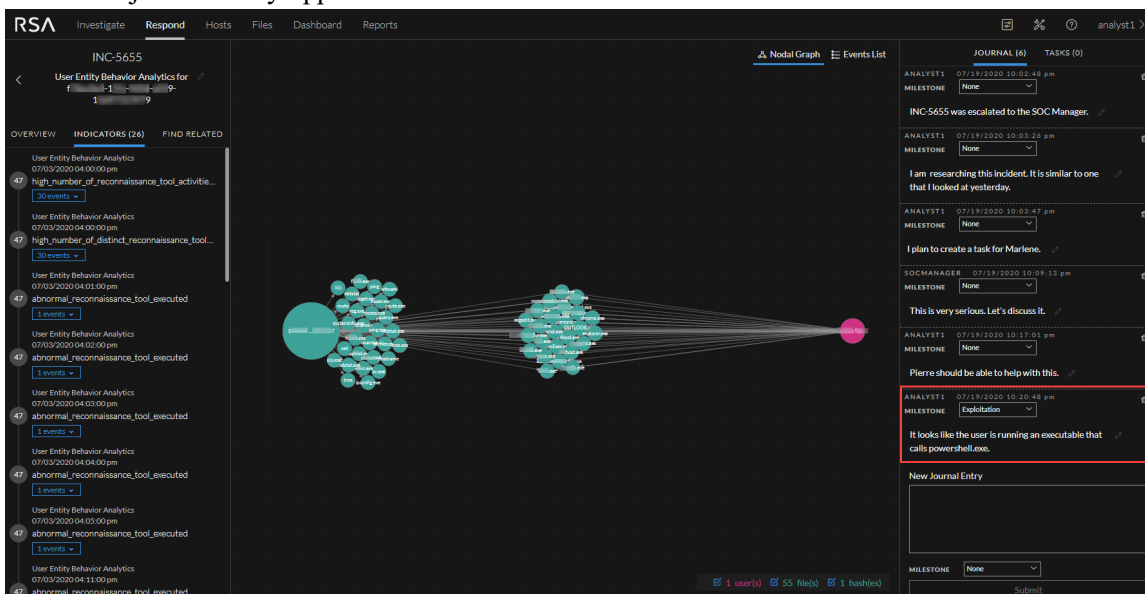 RSA Investigate Respond Hosts Files Dashboard Reports analyst1
INC-5655
User Entity Behavior Analytics for
OVERVIEW INDICATORS (26) FIND RELATED
User Entity Behavior Analytics
07/03/2020 04:00:00 pm
47 high_number_of_reconnaissance_tool_activitie...
30 events
User Entity Behavior Analytics
07/03/2020 04:00:00 pm
47 high_number_of_distinct_reconnaissance_tool...
30 events
User Entity Behavior Analytics
07/03/2020 04:01:00 pm
47 abnormal_reconnaissance_tool_executed
1 events
User Entity Behavior Analytics
07/03/2020 04:02:00 pm
47 abnormal_reconnaissance_tool_executed
1 events
User Entity Behavior Analytics
07/03/2020 04:03:00 pm
47 abnormal_reconnaissance_tool_executed
1 events
User Entity Behavior Analytics
07/03/2020 04:04:00 pm
47 abnormal_reconnaissance_tool_executed
1 events
User Entity Behavior Analytics
07/03/2020 04:05:00 pm
47 abnormal_reconnaissance_tool_executed
1 events
User Entity Behavior Analytics
07/03/2020 04:11:00 pm
47 abnormal_reconnaissance_tool_executed
Nodal Graph Events List
OUTLOOK
1 user(s) 55 file(s) 1 hash(es)
JOURNAL (6) TASKS (0)
ANALYST1 07/19/2020 10:02:48 pm
MILESTONE None
INC-5655 was escalated to the SOC Manager.
ANALYST1 07/19/2020 10:03:26 pm
MILESTONE None
I am researching this incident. It is similar to one
that I looked at yesterday.
ANALYST1 07/19/2020 10:03:47 pm
MILESTONE None
I plan to create a task for Marlene.
SOCMANAGER 07/19/2020 10:09:13 pm
MILESTONE None
This is very serious. Let's discuss it.
ANALYST1 07/19/2020 10:17:01 pm
MILESTONE None
Pierre should be able to help with this.
ANALYST1 07/19/2020 10:20:48 pm
MILESTONE Exploitation
It looks like the user is running an executable that
calls powershell.exe.
New Journal Entry
MILESTONE None
Submit